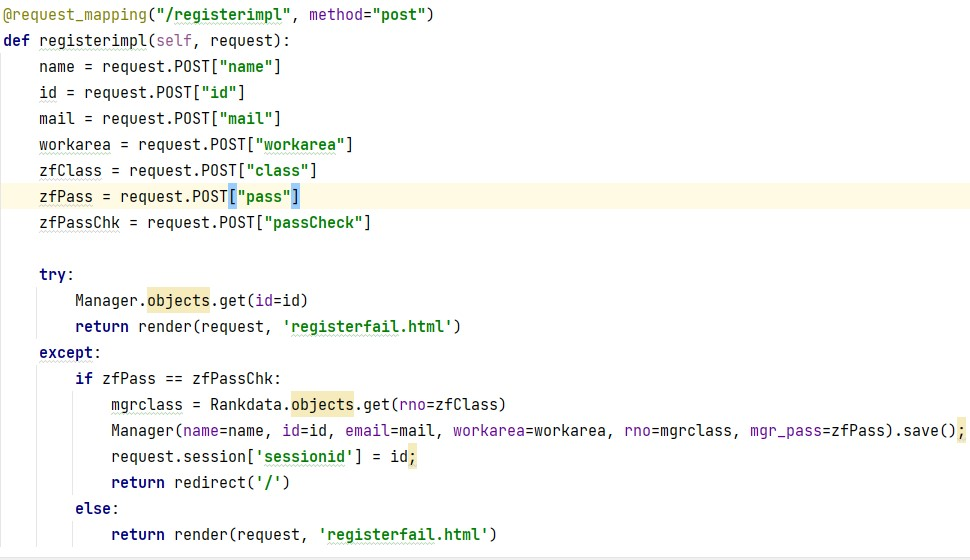 @request_mapping("/registerimpl", method="post")
def registerimpl(self, request):
    name = request.POST["name"]
    id = request.POST["id"]
    mail = request.POST["mail"]
    workarea = request.POST["workarea"]
    zfClass = request.POST["class"]
    zfPass = request.POST["pass"]
    zfPassChk = request.POST["passCheck"]

    try:
        Manager.objects.get(id=id)
        return render(request, 'registerfail.html')
    except:
        if zfPass == zfPassChk:
            mgrclass = Rankdata.objects.get(rno=zfClass)
            Manager(name=name, id=id, email=mail, workarea=workarea, rno=mgrclass, mgr_pass=zfPass).save();
            request.session['sessionid'] = id;
            return redirect('/')
        else:
            return render(request, 'registerfail.html')